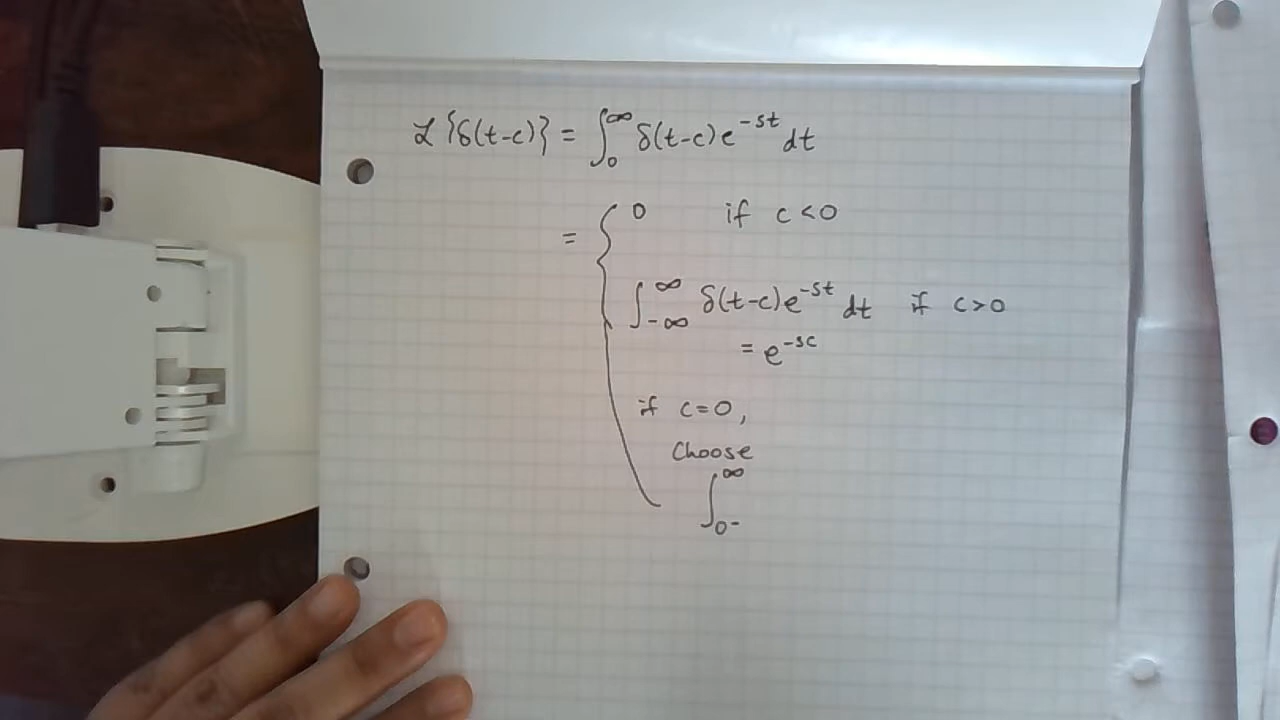 ℒ{δ(t-c)} = ∫₀^∞ δ(t-c)e^{-st} dt
= { 0 if c<0
∫_{-∞}^{∞} δ(t-c)e^{-st} dt if c>0
= e^{-sc}
if c=0,
Choose
∫_{0-}^{∞}